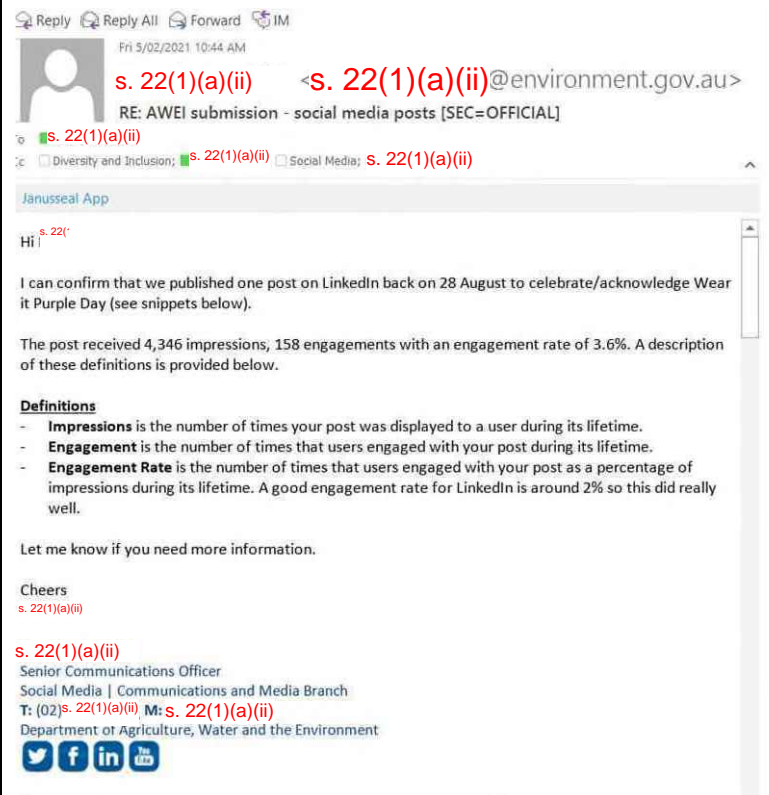 Reply Reply All Forward IM
Fri 5/02/2021 10:44 AM
s. 22(1)(a)(ii) <s. 22(1)(a)(ii)@environment.gov.au>
RE: AWEI submission - social media posts [SEC=OFFICIAL]
To s. 22(1)(a)(ii)
Cc Diversity and Inclusion; s. 22(1)(a)(ii) Social Media; s. 22(1)(a)(ii)
Janusseal App
Hi s. 22(1
I can confirm that we published one post on LinkedIn back on 28 August to celebrate/acknowledge Wear
it Purple Day (see snippets below).
The post received 4,346 impressions, 158 engagements with an engagement rate of 3.6%. A description
of these definitions is provided below.
Definitions
- Impressions is the number of times your post was displayed to a user during its lifetime.
- Engagement is the number of times that users engaged with your post during its lifetime.
- Engagement Rate is the number of times that users engaged with your post as a percentage of
impressions during its lifetime. A good engagement rate for LinkedIn is around 2% so this did really
well.
Let me know if you need more information.
Cheers
s. 22(1)(a)(ii)
s. 22(1)(a)(ii)
Senior Communications Officer
Social Media | Communications and Media Branch
T: (02) s. 22(1)(a)(ii) M: s. 22(1)(a)(ii)
Department of Agriculture, Water and the Environment
You Tube